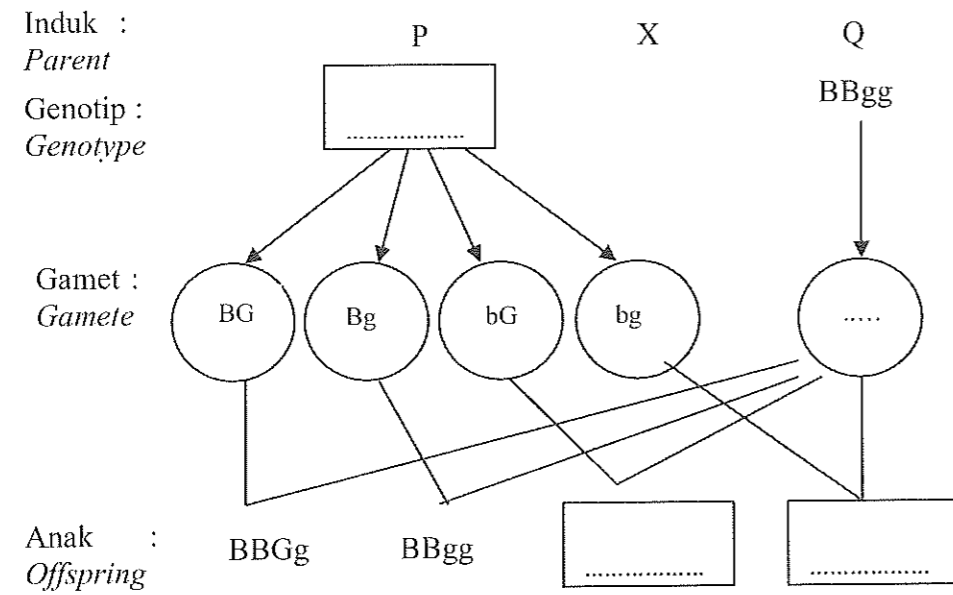 Induk :
Parent
P X Q
Genotip :
Genotype
..................
BBgg
Gamet :
Gamete
BG Bg bG bg .....
Anak :
Offspring
BBGg BBgg .................. ..................